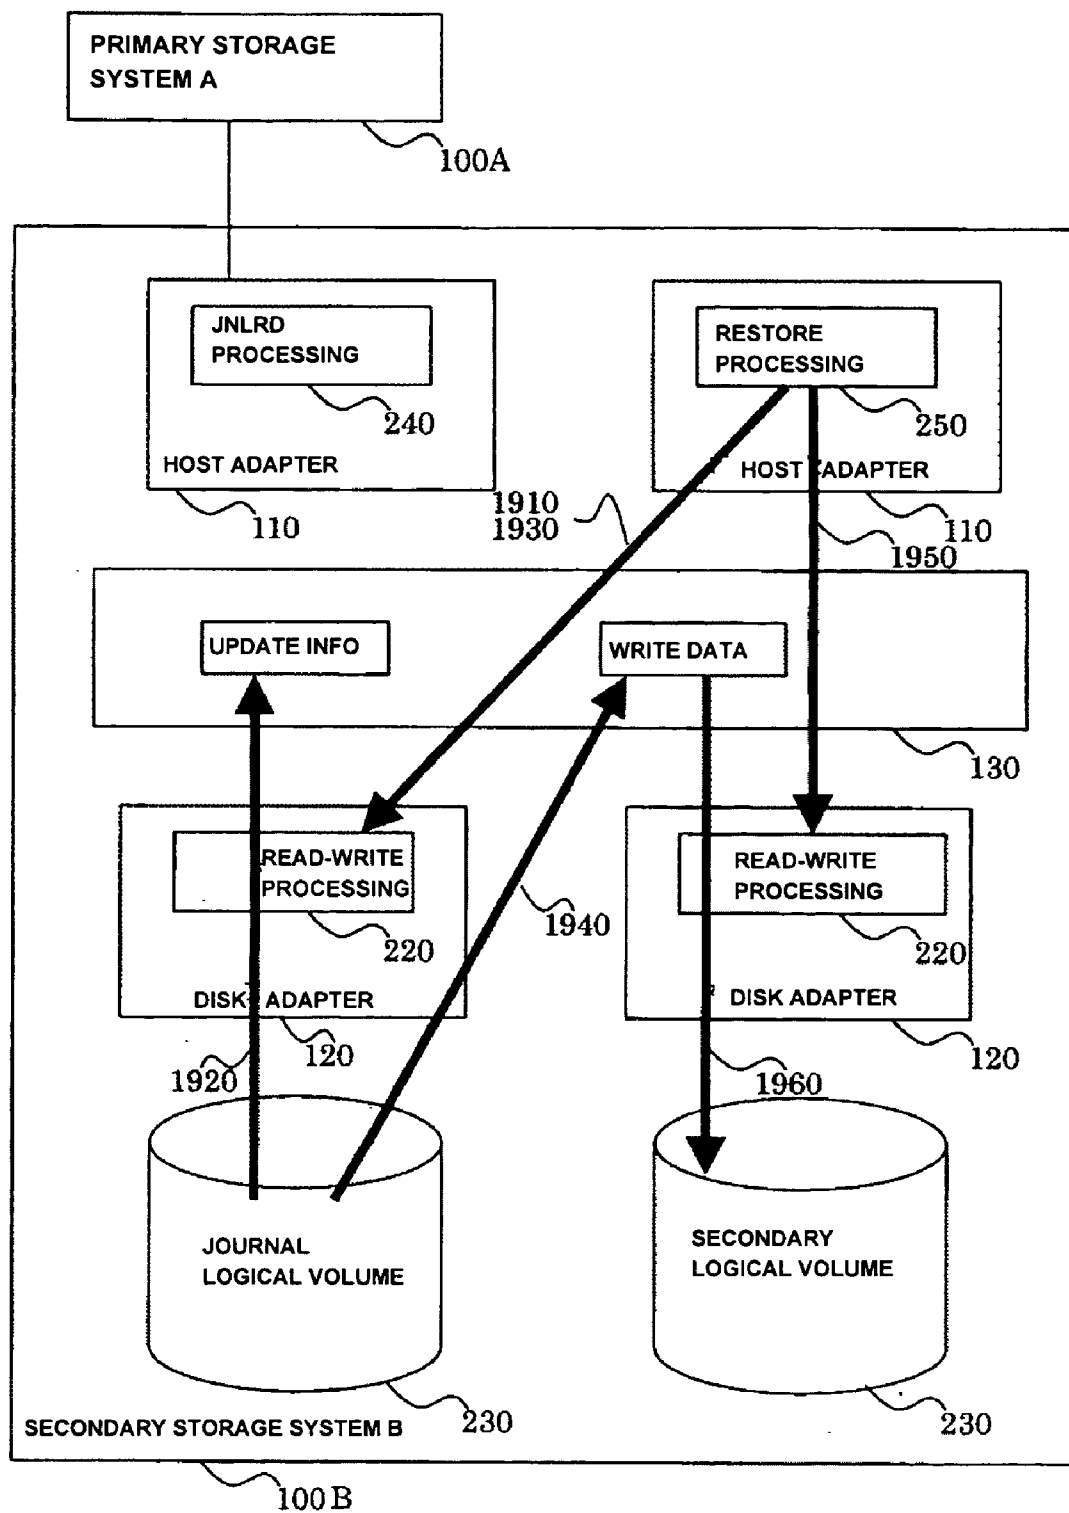 PRIMARY STORAGE
SYSTEM A
100A
JNLRD
PROCESSING
240
HOST ADAPTER
110
RESTORE
PROCESSING
250
HOST ADAPTER
110
1910
1930
1950
UPDATE INFO
WRITE DATA
130
READ-WRITE
PROCESSING
220
DISK ADAPTER
120
1940
READ-WRITE
PROCESSING
220
DISK ADAPTER
120
1920
1960
JOURNAL
LOGICAL VOLUME
230
SECONDARY
LOGICAL VOLUME
230
SECONDARY STORAGE SYSTEM B
100B